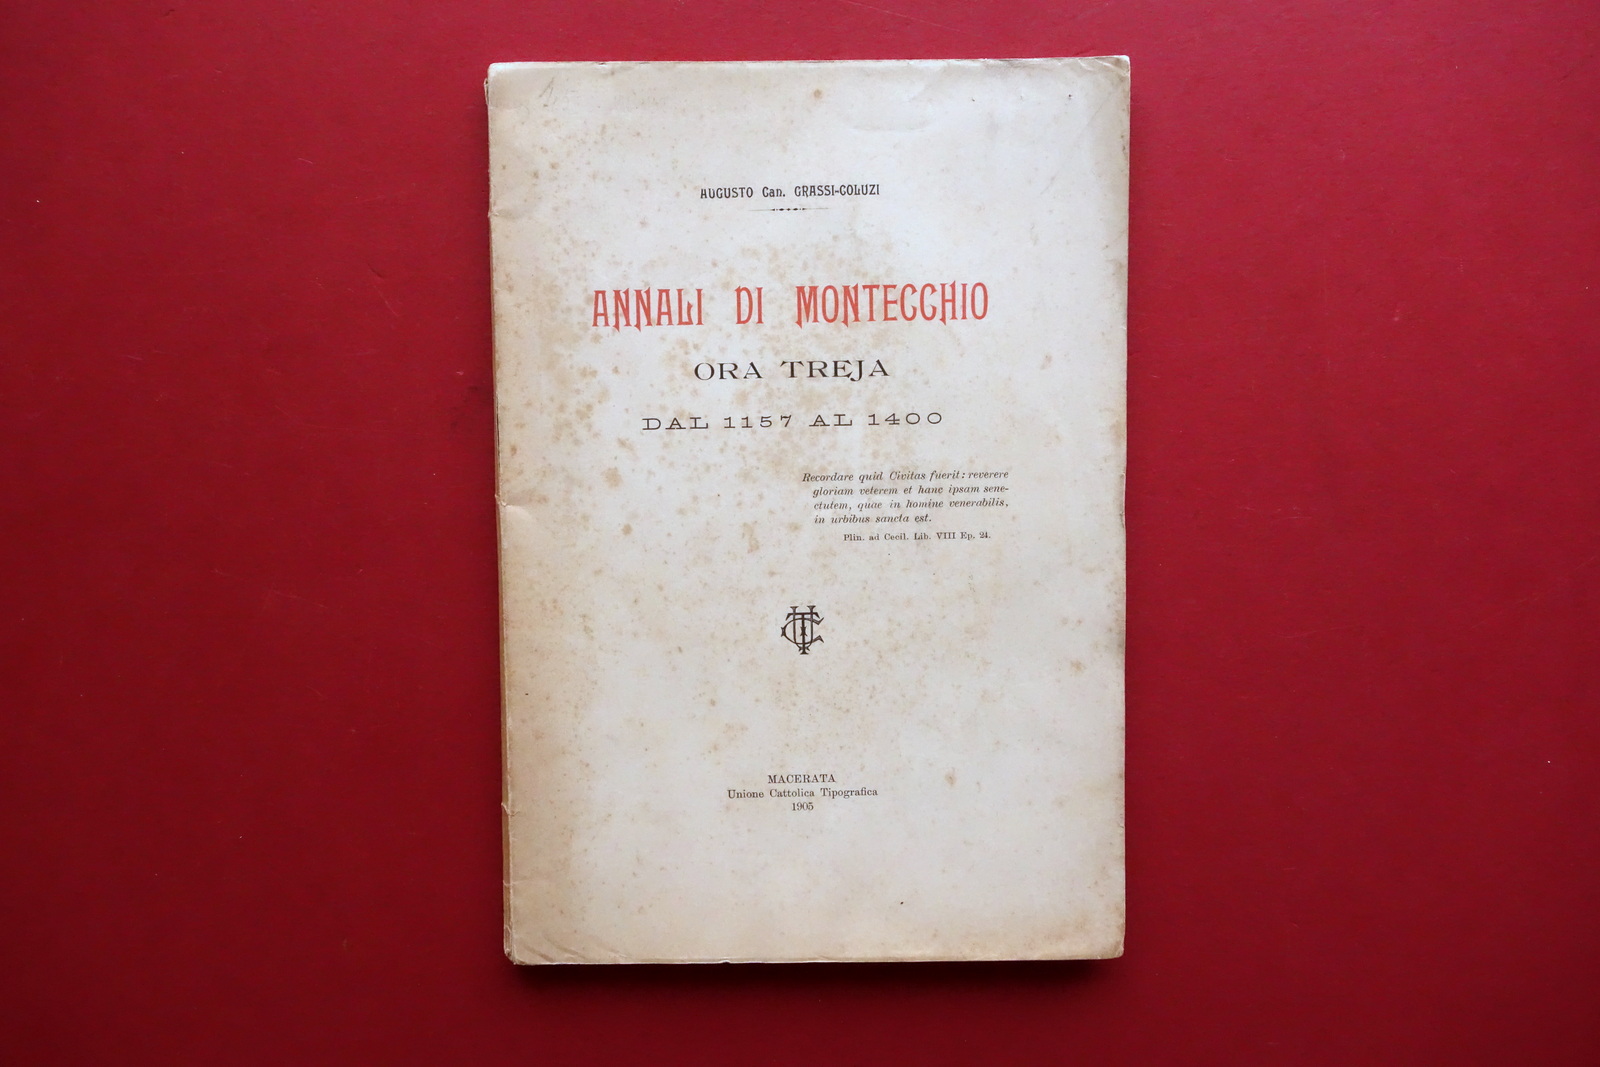 AUGUSTO Can. GRASSI-COLUZI
ANNALI DI MONTECCHIO
ORA TREJA
DAL 1157 AL 1400
Recordare quid Civitas fuerit: reverere
gloriam veterem et hanc ipsam sene-
ctutem, quae in homine venerabilis,
in urbibus sancta est.
Plin. ad Cecil. Lib. VIII Ep. 24.
MACERATA
Unione Cattolica Tipografica
1905